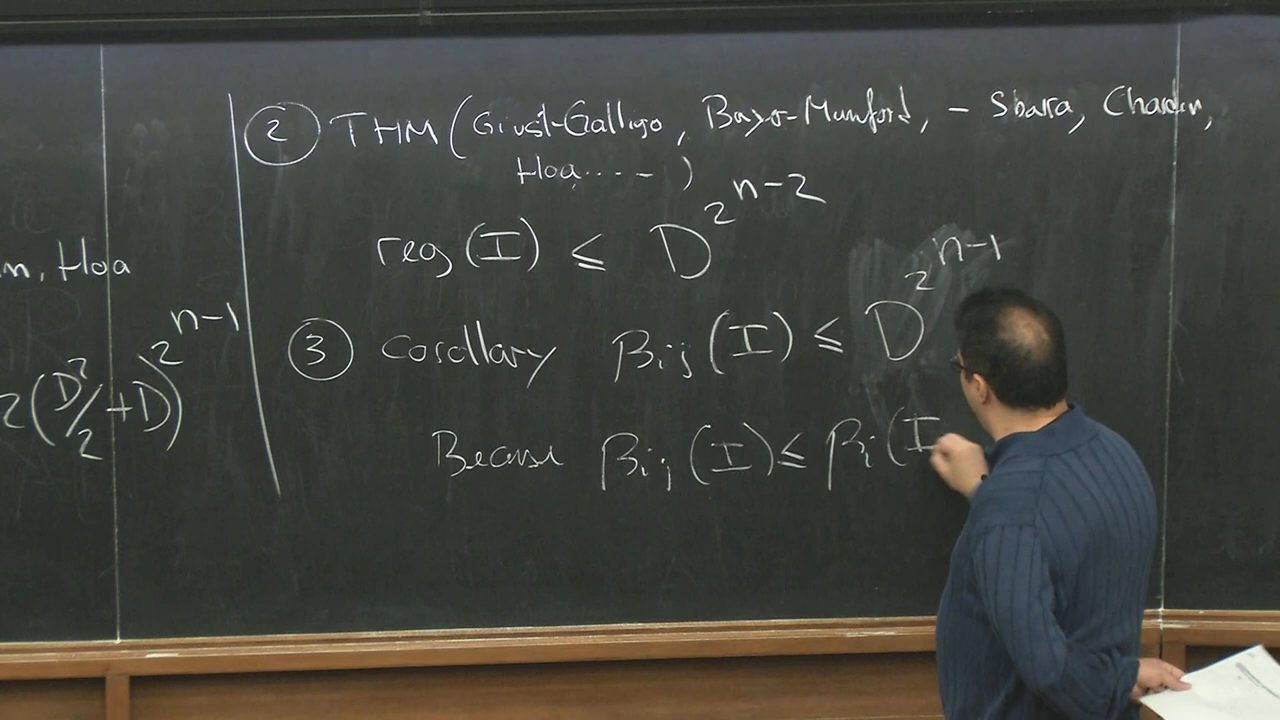 n, Hoa
2(D²/2 + D)^2^n-1
② THM (Giusti-Galligo, Bayer-Mumford, - Sbarra, Chardin,
Hoa ..... )
reg (I) ≤ D^2^n-2
③ Corollary βij (I) ≤ D^2^n-1
Because βij (I) ≤ βi (I